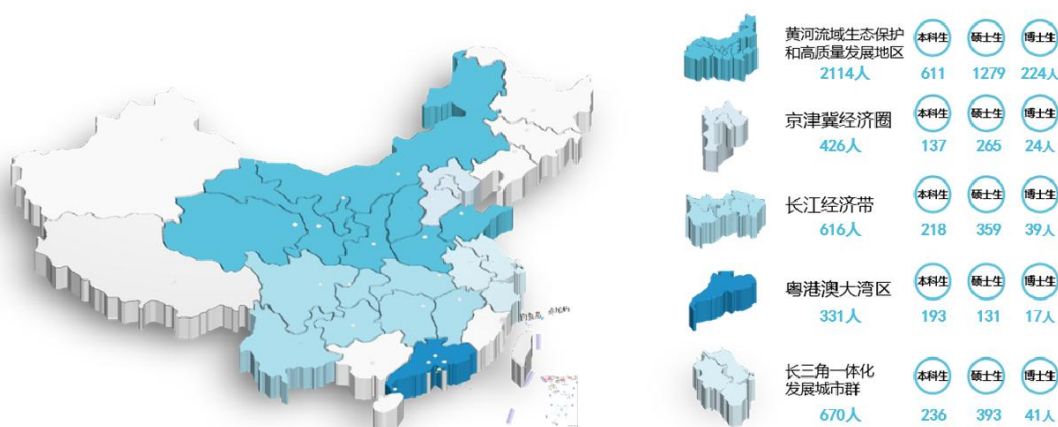 黄河流域生态保护
和高质量发展地区
2114人
本科生 硕士生 博士生
611 1279 224人
京津冀经济圈
426人
本科生 硕士生 博士生
137 265 24人
长江经济带
616人
本科生 硕士生 博士生
218 359 39人
粤港澳大湾区
331人
本科生 硕士生 博士生
193 131 17人
长三角一体化
发展城市群
670人
本科生 硕士生 博士生
236 393 41人